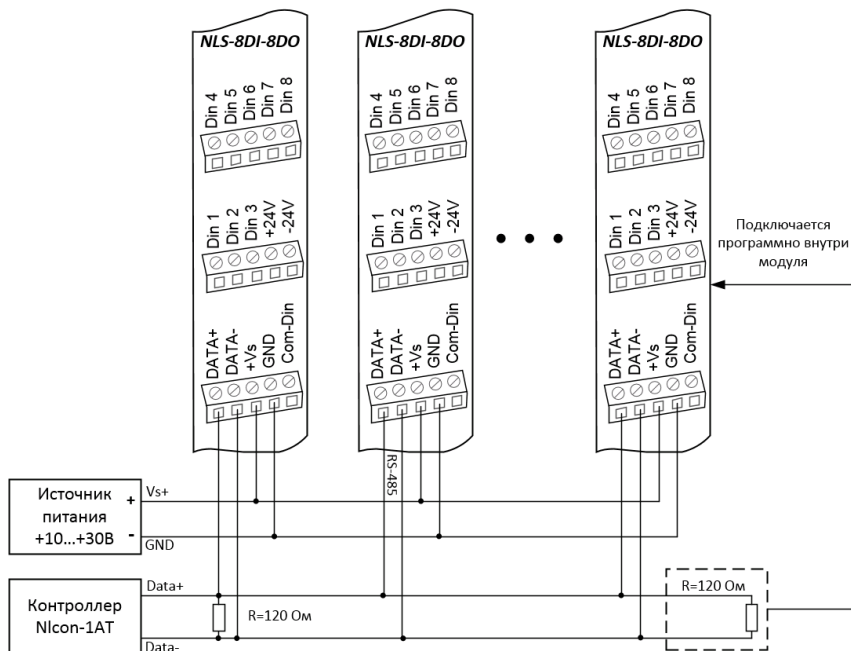 NLS-8DI-8DO
NLS-8DI-8DO
NLS-8DI-8DO
Din 4
Din 5
Din 6
Din 7
Din 8
Din 4
Din 5
Din 6
Din 7
Din 8
Din 4
Din 5
Din 6
Din 7
Din 8
Din 1
Din 2
Din 3
+24V
-24V
Din 1
Din 2
Din 3
+24V
-24V
Din 1
Din 2
Din 3
+24V
-24V
Подключается
программно внутри
модуля
DATA+
DATA-
+Vs
GND
Com-Din
DATA+
DATA-
+Vs
GND
Com-Din
DATA+
DATA-
+Vs
GND
Com-Din
RS-485
Источник
питания
+10...+30В
+
-
Vs+
GND
Контроллер
Nlcon-1AT
Data+
Data-
R=120 Ом
R=120 Ом